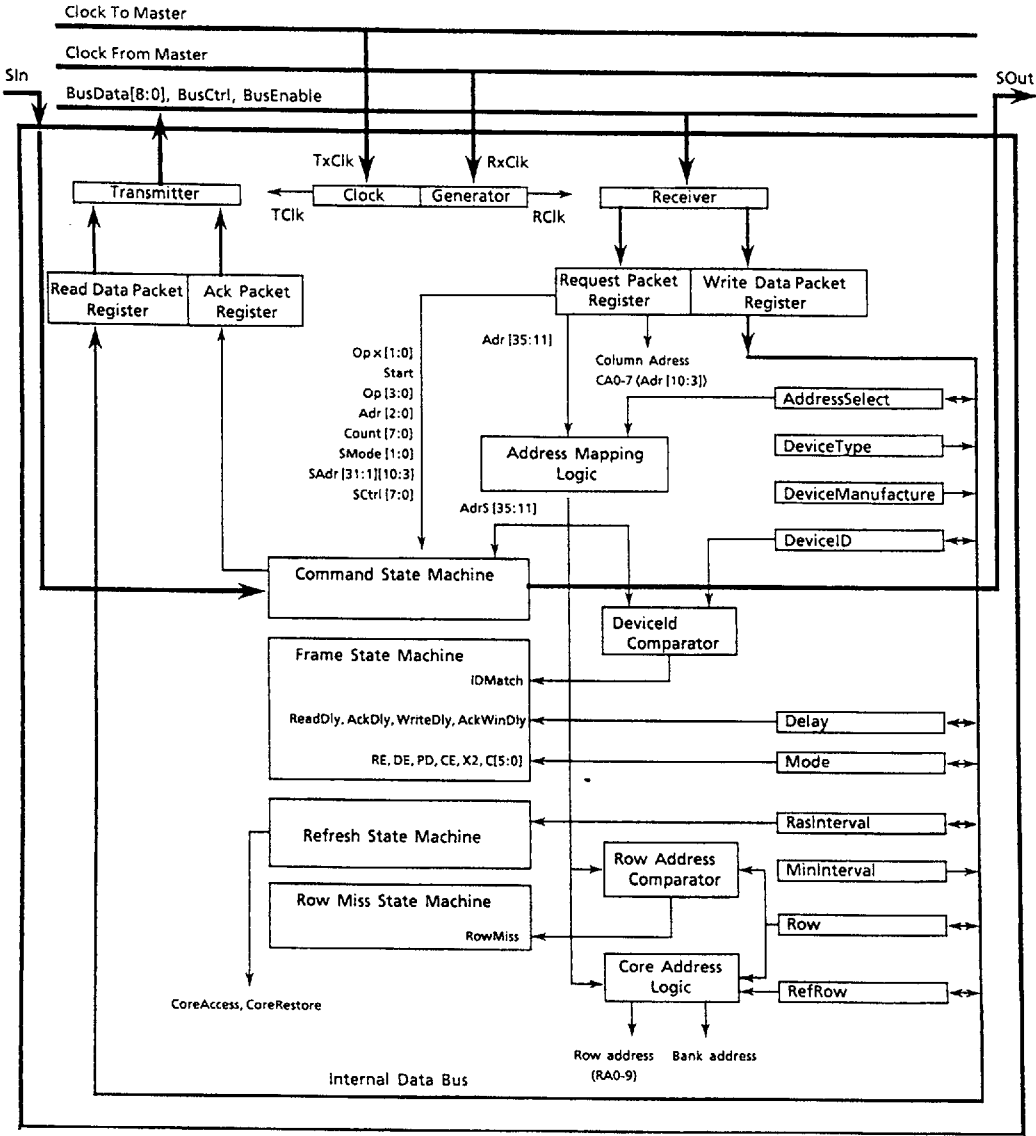 Clock To Master
Clock From Master
SIn
SOut
BusData[8:0], BusCtrl, BusEnable
TxClk
RxClk
Transmitter
Clock
Generator
Receiver
TClk
RClk
Read Data Packet
Register
Ack Packet
Register
Request Packet
Register
Write Data Packet
Register
Adr [35:11]
Column Adress
CA0-7 (Adr [10:3])
Op x [1:0]
Start
Op [3:0]
Adr [2:0]
Count [7:0]
SMode [1:0]
SAdr [31:1][10:3]
SCtrl [7:0]
AddressSelect
Address Mapping
Logic
DeviceType
DeviceManufacture
AdrS [35:11]
DeviceID
Command State Machine
DeviceId
Comparator
Frame State Machine
IDMatch
ReadDly, AckDly, WriteDly, AckWinDly
Delay
RE, DE, PD, CE, X2, C[5:0]
Mode
Refresh State Machine
RasInterval
Row Address
Comparator
MinInterval
Row Miss State Machine
RowMiss
Row
Core Address
Logic
RefRow
CoreAccess, CoreRestore
Row address
(RA0-9)
Bank address
Internal Data Bus